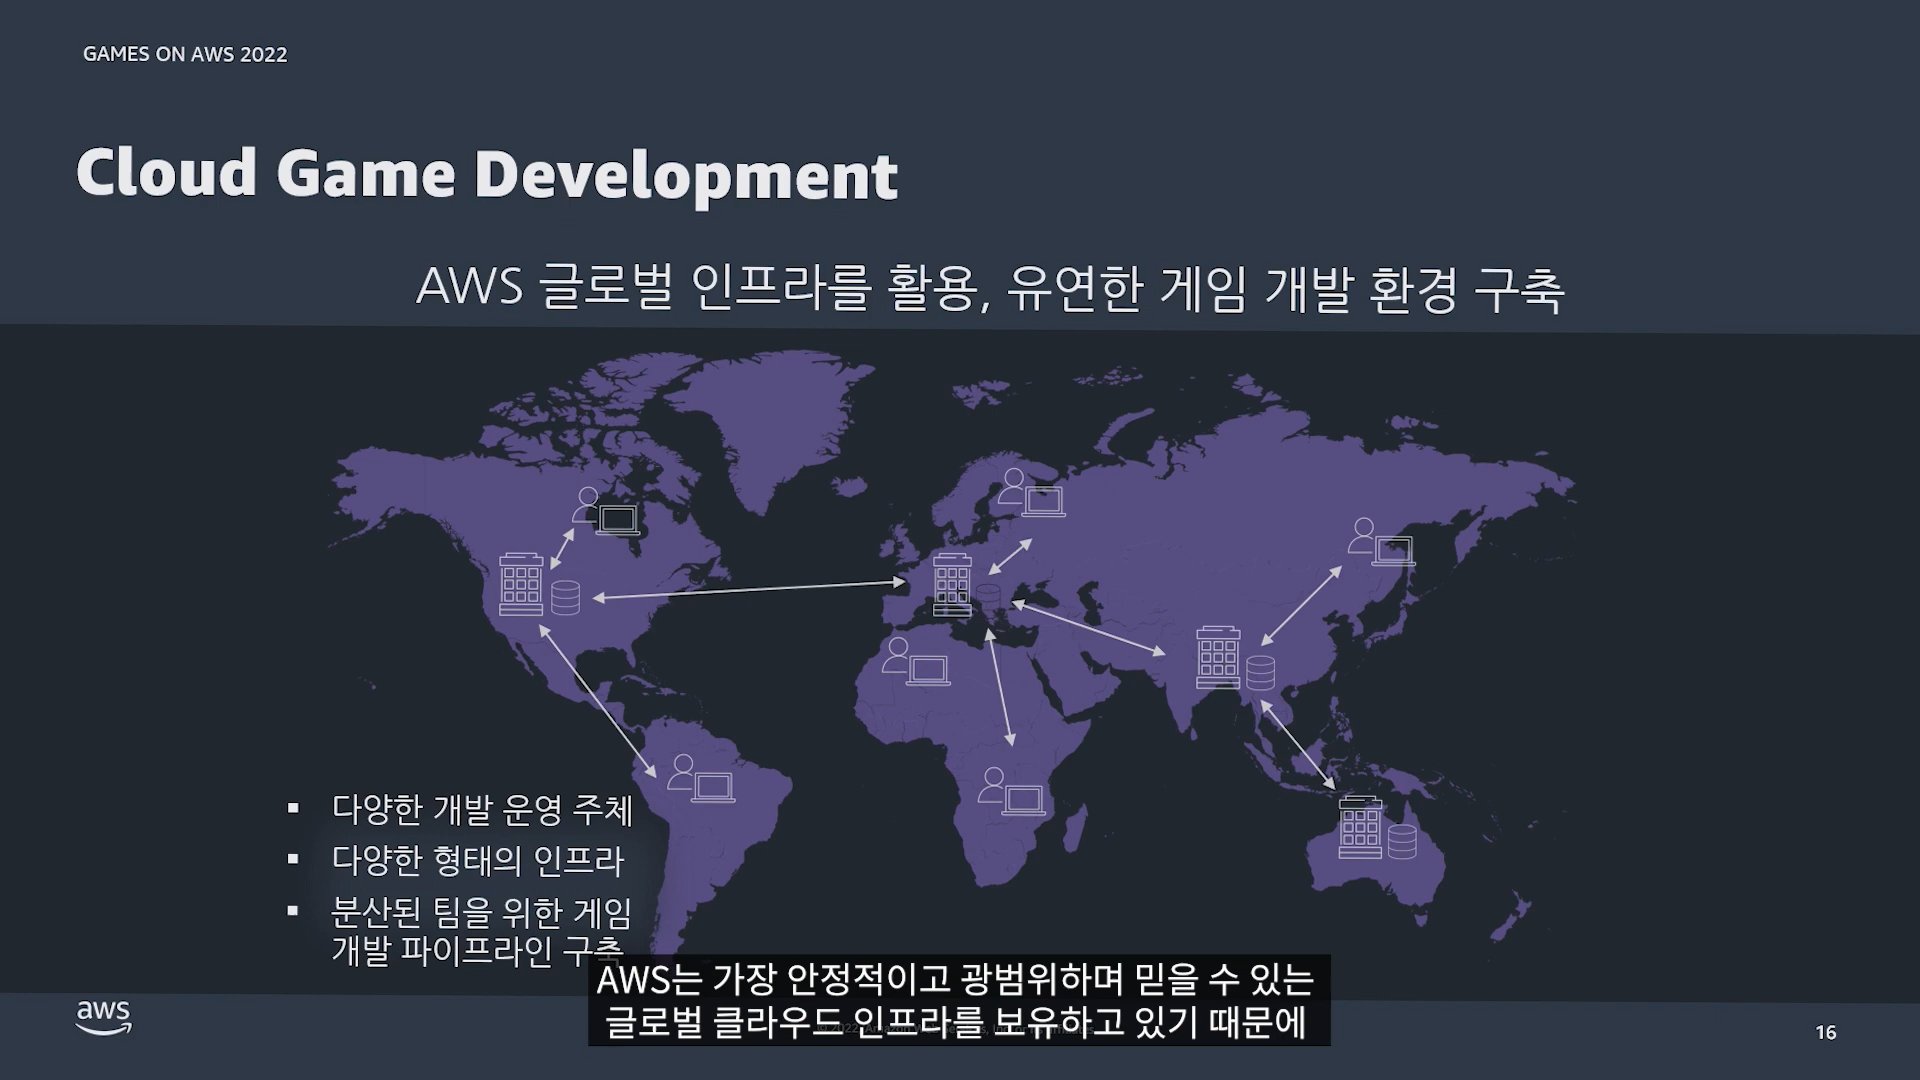 GAMES ON AWS 2022
Cloud Game Development
AWS 글로벌 인프라를 활용, 유연한 게임 개발 환경 구축
▪ 다양한 개발 운영 주체
▪ 다양한 형태의 인프라
▪ 분산된 팀을 위한 게임
개발 파이프라인 구축
AWS는 가장 안정적이고 광범위하며 믿을 수 있는
글로벌 클라우드 인프라를 보유하고 있기 때문에
aws
16